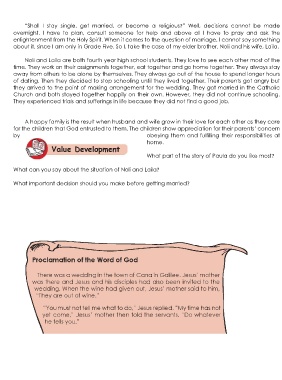 "Shall I stay single, get married, or become a religious?" Well, decisions cannot be made
overnight. I have to plan, consult someone for help and above all I have to pray and ask the
enlightenment from the Holy Spirit. When it comes to the question of marriage, I cannot say something
about it, since I am only in Grade Five. So I take the case of my elder brother, Noli and his wife, Laila.
Noli and Laila are both fourth year high school students. They love to see each other most of the
time. They work on their assignments together, eat together and go home together. They always stay
away from others to be alone by themselves. They always go out of the house to spend longer hours
of dating. Then they decided to stop schooling until they lived together. Their parents got angry but
they arrived to the point of making arrangement for the wedding. They got married in the Catholic
Church and both stayed together happily on their own. However, they did not continue schooling.
They experienced trials and sufferings in life because they did not find a good job.
A happy family is the result when husband and wife grow in their love for each other as they care
for the children that God entrusted to them. The children show appreciation for their parents' concern
by obeying them and fulfilling their responsibilities at
home.
Value Development
What part of the story of Paula do you like most?
What can you say about the situation of Noli and Laila?
What important decision should you make before getting married?
Proclamation of the Word of God
There was a wedding in the town of Cana in Galilee. Jesus' mother
was there and Jesus and his disciples had also been invited to the
wedding. When the wine had given out, Jesus' mother said to him,
"They are out of wine."
"You must not tell me what to do," Jesus replied. "My time has not
yet come." Jesus' mother then told the servants, "Do whatever
he tells you."